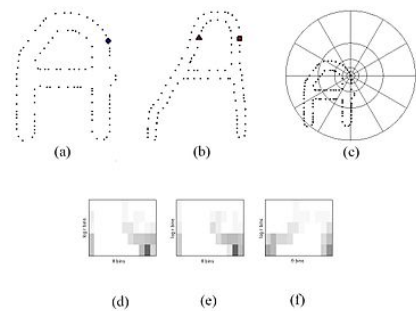 (a) (b) (c)
log r bins log r bins log r bins
θ bins θ bins θ bins
(d) (e) (f)